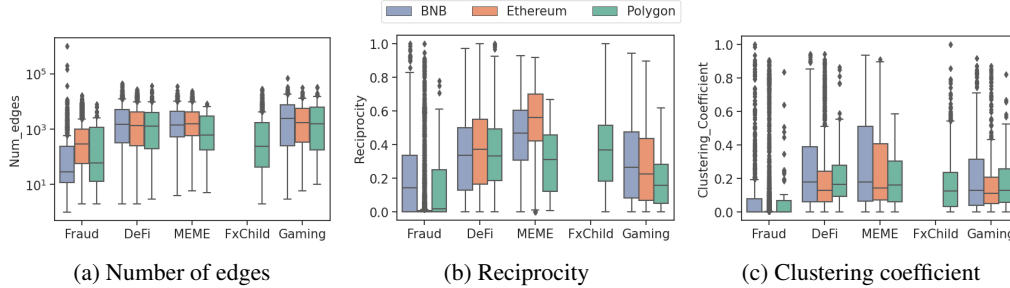 BNB Ethereum Polygon
Num_edges
10^5
10^3
10^1
Fraud DeFi MEME FxChild Gaming
(a) Number of edges
Reciprocity
1.0
0.8
0.6
0.4
0.2
0.0
Fraud DeFi MEME FxChild Gaming
(b) Reciprocity
Clustering_Coefficient
1.0
0.8
0.6
0.4
0.2
0.0
Fraud DeFi MEME FxChild Gaming
(c) Clustering coefficient